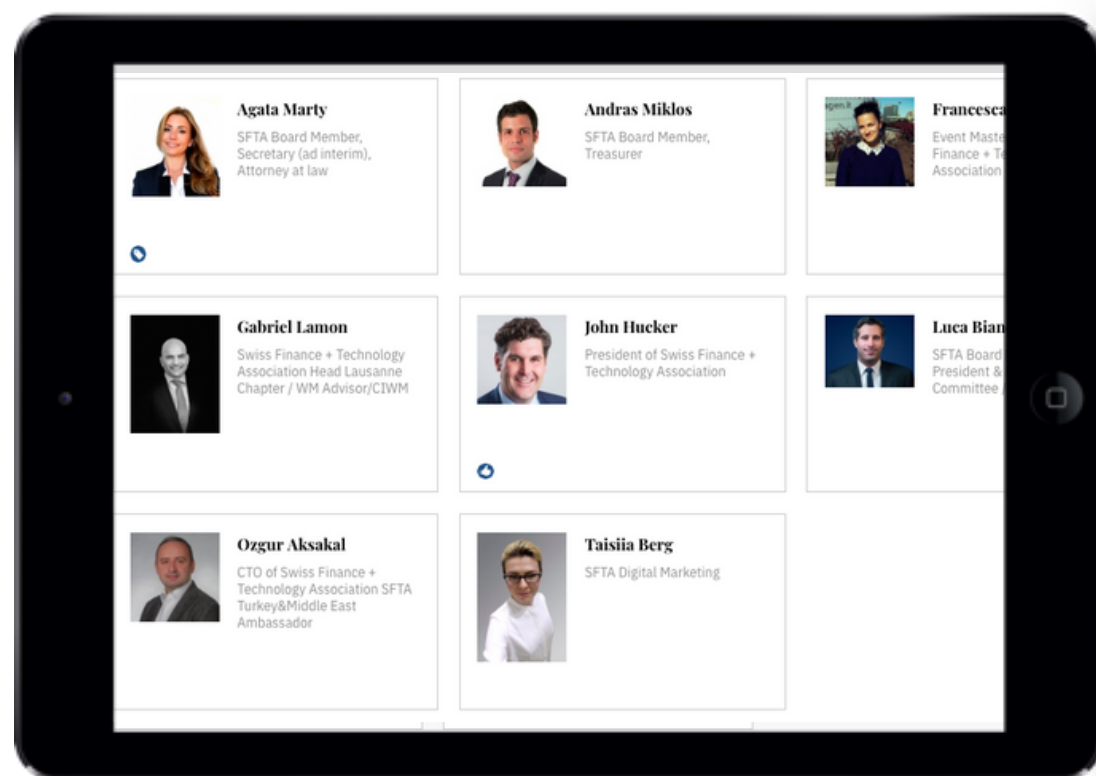 Agata Marty
SFTA Board Member,
Secretary (ad interim),
Attorney at law
Andras Miklos
SFTA Board Member,
Treasurer
Francesca
Event Maste
Finance + Te
Association
Gabriel Lamon
Swiss Finance + Technology
Association Head Lausanne
Chapter / WM Advisor/CIWM
John Hucker
President of Swiss Finance +
Technology Association
Luca Bian
SFTA Board
President &
Committee /
Ozgur Aksakal
CTO of Swiss Finance +
Technology Association SFTA
Turkey&Middle East
Ambassador
Taisiia Berg
SFTA Digital Marketing